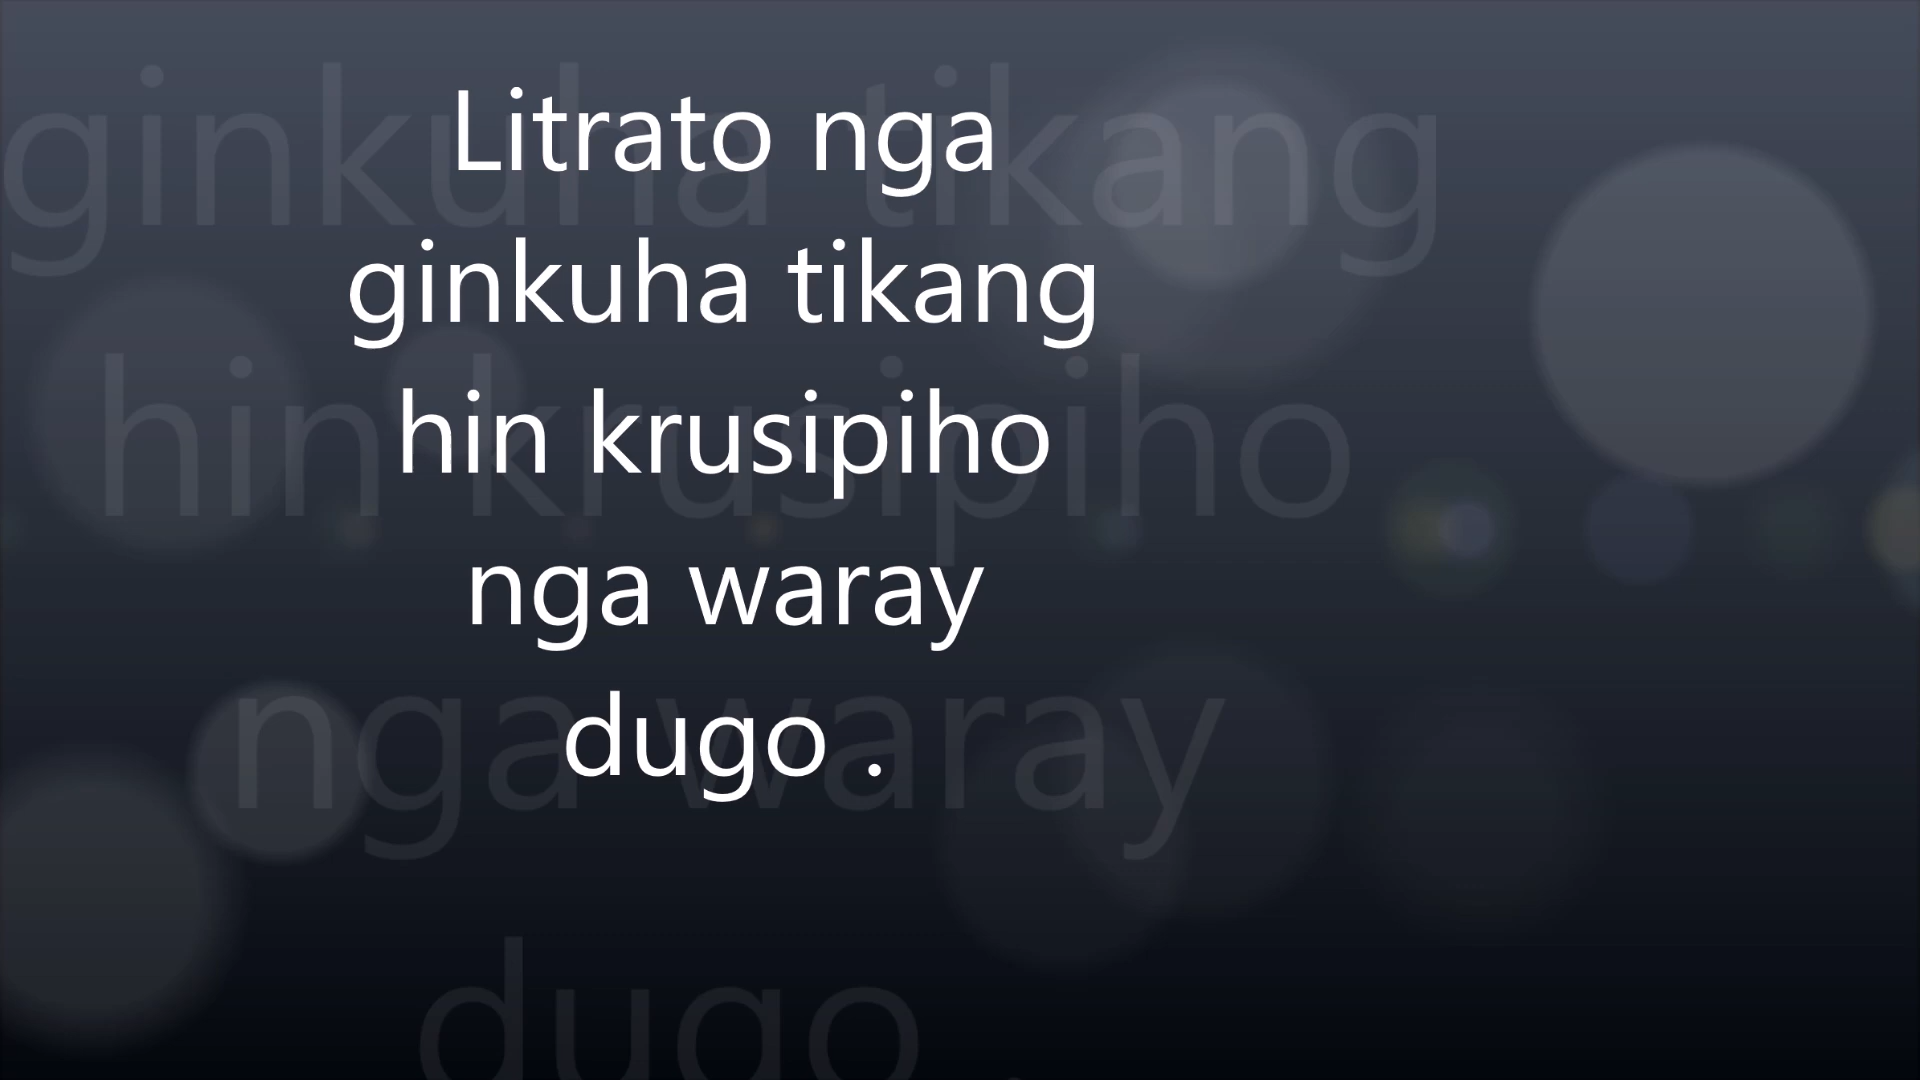 Litrato nga
ginkuha tikang
hin krusipiho
nga waray
dugo .